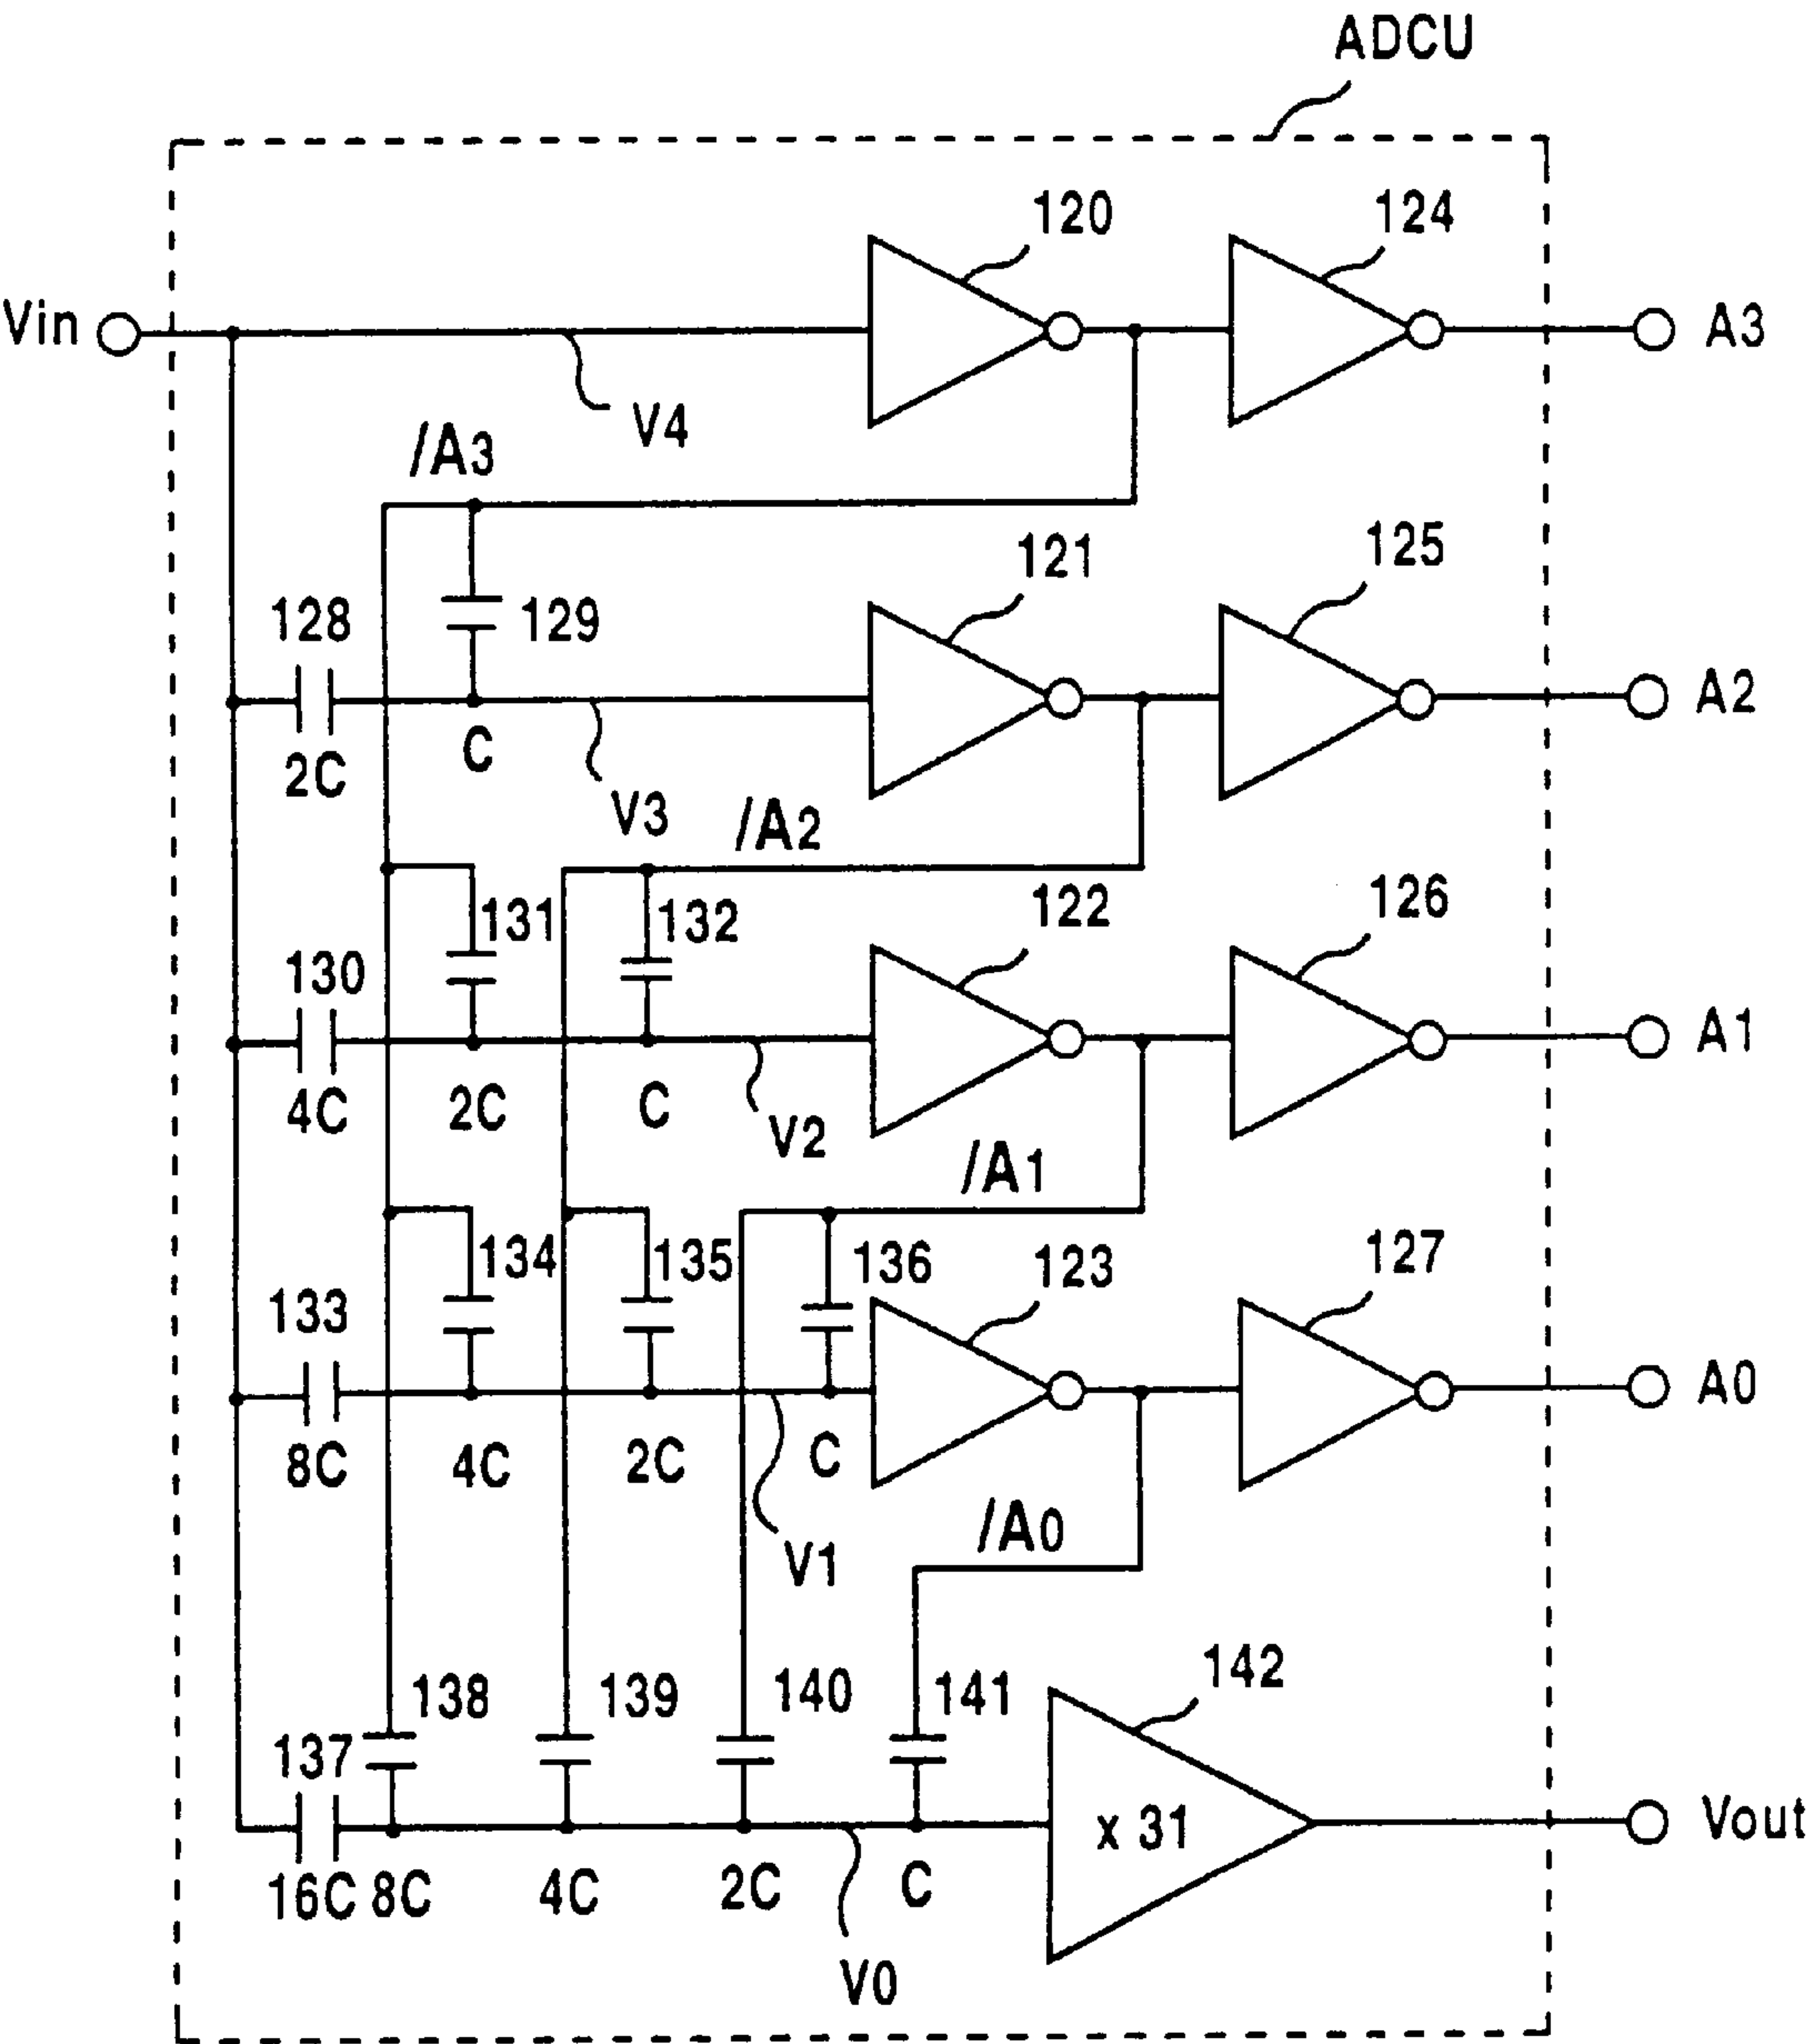 ADCU
120
124
Vin
A3
V4
/A3
121
125
128
129
A2
2C
C
V3
/A2
122
126
131
132
130
A1
4C
2C
C
V2
/A1
134
135
136
123
127
133
A0
8C
4C
2C
C
/A0
V1
142
138
139
140
141
137
x 31
Vout
16C
8C
4C
2C
C
V0